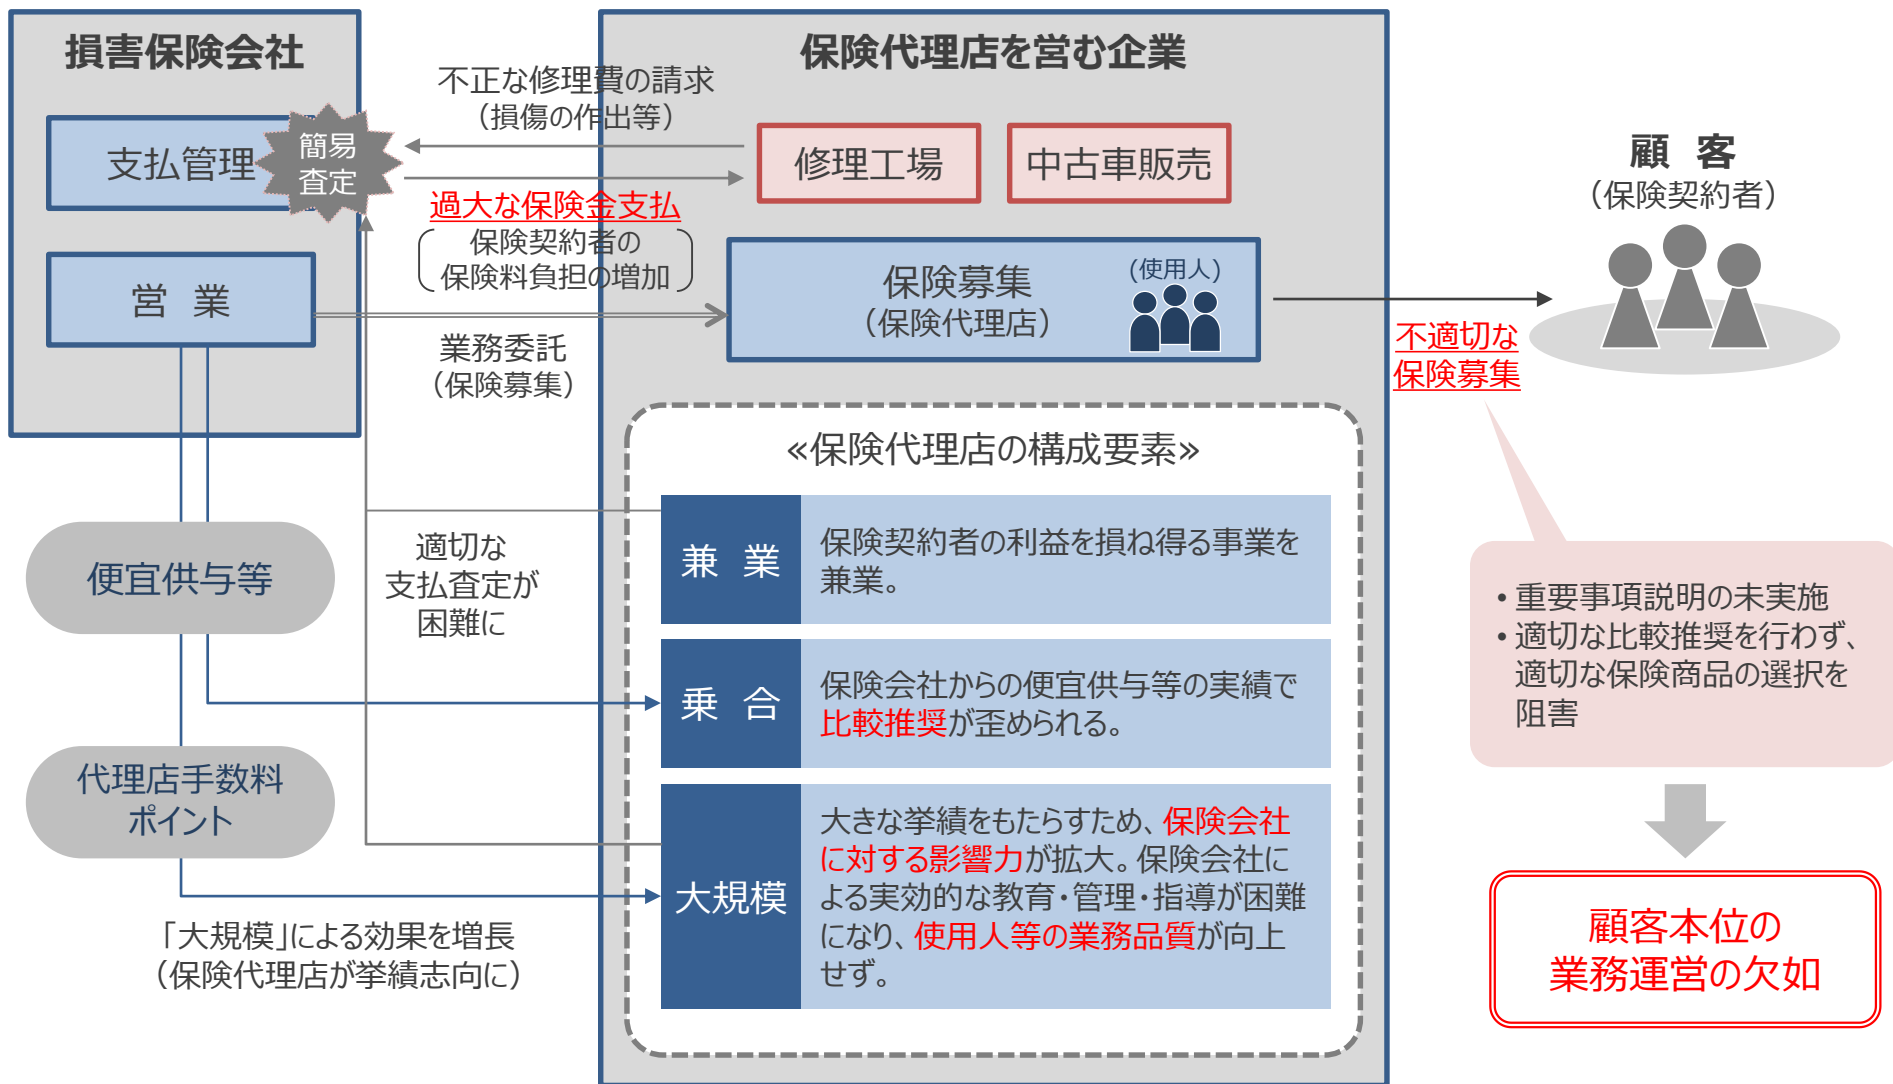 損害保険会社
支払管理
簡易
査定
営 業
不正な修理費の請求
（損傷の作出等）
過大な保険金支払
保険契約者の
保険料負担の増加
業務委託
（保険募集）
保険代理店を営む企業
修理工場
中古車販売
保険募集
（保険代理店）
(使用人)
顧 客
（保険契約者）
不適切な
保険募集
«保険代理店の構成要素»
兼 業
保険契約者の利益を損ね得る事業を
兼業。
乗 合
保険会社からの便宜供与等の実績で
比較推奨が歪められる。
大規模
大きな挙績をもたらすため、保険会社
に対する影響力が拡大。保険会社に
よる実効的な教育・管理・指導が困難
になり、使用人等の業務品質が向上
せず。
便宜供与等
適切な
支払査定が
困難に
代理店手数料
ポイント
「大規模」による効果を増長
（保険代理店が挙績志向に）
• 重要事項説明の未実施
• 適切な比較推奨を行わず、
適切な保険商品の選択を
阻害
顧客本位の
業務運営の欠如